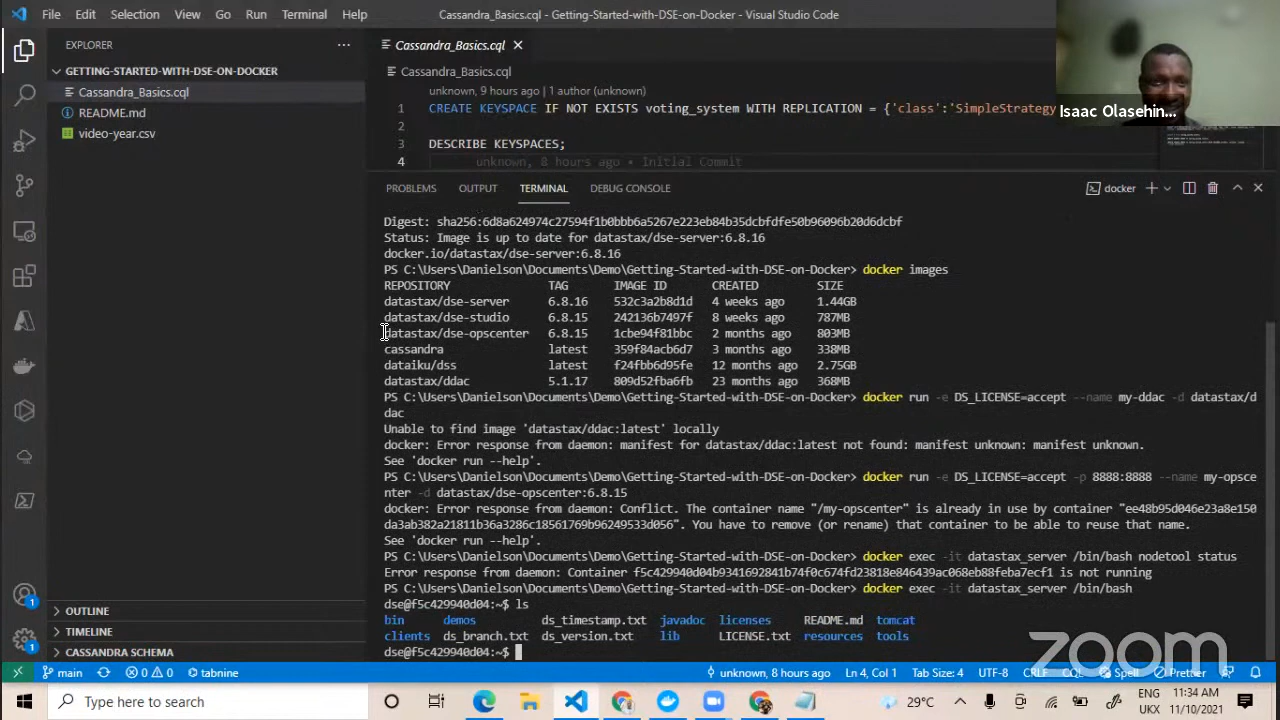 File Edit Selection View Go Run Terminal Help
Cassandra_Basics.cql - Getting-Started-with-DSE-on-Docker - Visual Studio Code
EXPLORER
GETTING-STARTED-WITH-DSE-ON-DOCKER
Cassandra_Basics.cql
README.md
video-year.csv
OUTLINE
TIMELINE
CASSANDRA SCHEMA
Cassandra_Basics.cql
Cassandra_Basics.cql
unknown, 9 hours ago | 1 author (unknown)
1 CREATE KEYSPACE IF NOT EXISTS voting_system WITH REPLICATION = {'class':'SimpleStrategy
2
3 DESCRIBE KEYSPACES;
4 unknown, 8 hours ago • Initial Commit
Isaac Olasehin...
PROBLEMS OUTPUT TERMINAL DEBUG CONSOLE
docker
Digest: sha256:6d8a624974c27594f1b0bbb6a5267e223eb84b35dcbfdfe50b96096b20d6dcbf
Status: Image is up to date for datastax/dse-server:6.8.16
docker.io/datastax/dse-server:6.8.16
PS C:\Users\Danielson\Documents\Demo\Getting-Started-with-DSE-on-Docker> docker images
REPOSITORY TAG IMAGE ID CREATED SIZE
datastax/dse-server 6.8.16 532c3a2b8d1d 4 weeks ago 1.44GB
datastax/dse-studio 6.8.15 242136b7497f 8 weeks ago 787MB
datastax/dse-opscenter 6.8.15 1cbe94f81bbc 2 months ago 803MB
cassandra latest 359f84acb6d7 3 months ago 338MB
dataiku/dss latest f24fbb6d95fe 12 months ago 2.75GB
datastax/ddac 5.1.17 809d52fba6fb 23 months ago 368MB
PS C:\Users\Danielson\Documents\Demo\Getting-Started-with-DSE-on-Docker> docker run -e DS_LICENSE=accept --name my-ddac -d datastax/d
dac
Unable to find image 'datastax/ddac:latest' locally
docker: Error response from daemon: manifest for datastax/ddac:latest not found: manifest unknown: manifest unknown.
See 'docker run --help'.
PS C:\Users\Danielson\Documents\Demo\Getting-Started-with-DSE-on-Docker> docker run -e DS_LICENSE=accept -p 8888:8888 --name my-opsce
nter -d datastax/dse-opscenter:6.8.15
docker: Error response from daemon: Conflict. The container name "/my-opscenter" is already in use by container "ee48b95d046e23a8e150
da3ab382a21811b36a3286c18561769b96249533d056". You have to remove (or rename) that container to be able to reuse that name.
See 'docker run --help'.
PS C:\Users\Danielson\Documents\Demo\Getting-Started-with-DSE-on-Docker> docker exec -it datastax_server /bin/bash nodetool status
Error response from daemon: Container f5c429940d04b9341692841b74f0c674fd23818e846439ac068eb88feba7ecf1 is not running
PS C:\Users\Danielson\Documents\Demo\Getting-Started-with-DSE-on-Docker> docker exec -it datastax_server /bin/bash
dse@f5c429940d04:~$ ls
bin demos ds_timestamp.txt javadoc licenses README.md tomcat
clients ds_branch.txt ds_version.txt lib LICENSE.txt resources tools
dse@f5c429940d04:~$
zoom
1
1
main 0 0 tabnine
unknown, 8 hours ago Ln 4, Col 1 Tab Size: 4 UTF-8 CRLF CQL Spell Prettier
Type here to search
29°C
ENG
UKX
11:34 AM
11/10/2021